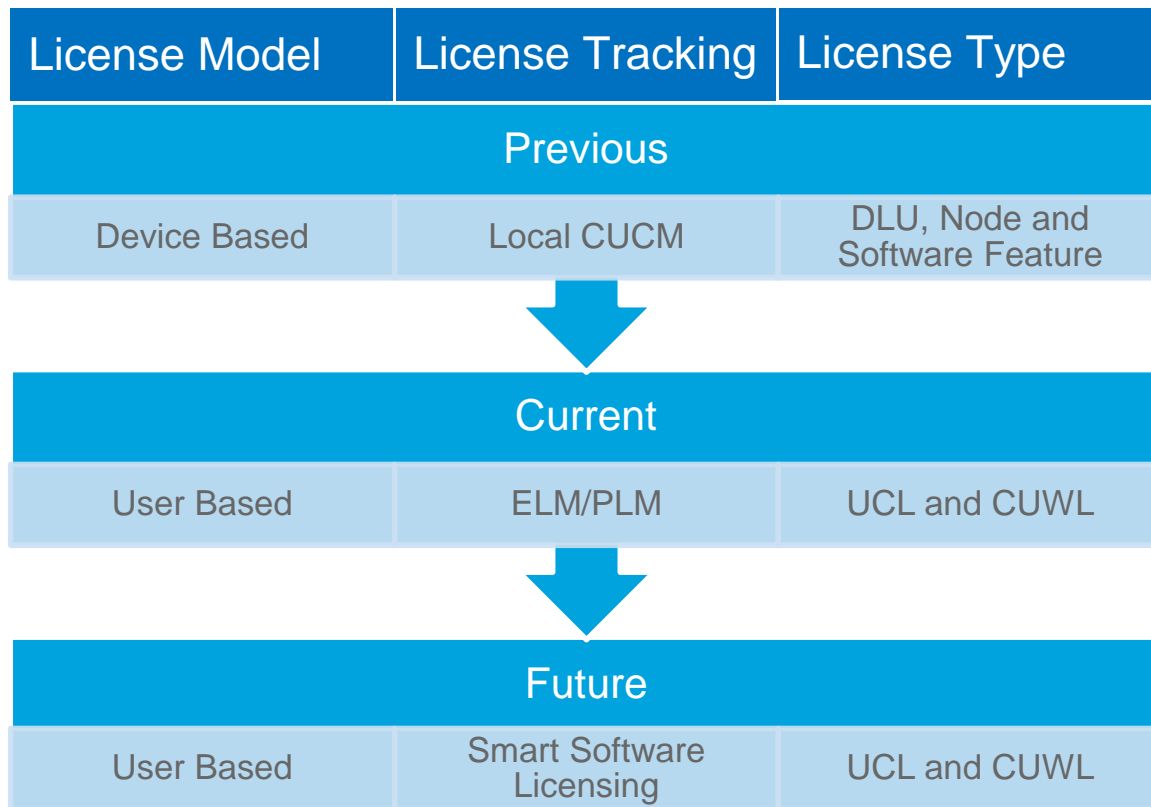 License Model
License Tracking
License Type
Previous
Device Based
Local CUCM
DLU, Node and
Software Feature
Current
User Based
ELM/PLM
UCL and CUWL
Future
User Based
Smart Software
Licensing
UCL and CUWL